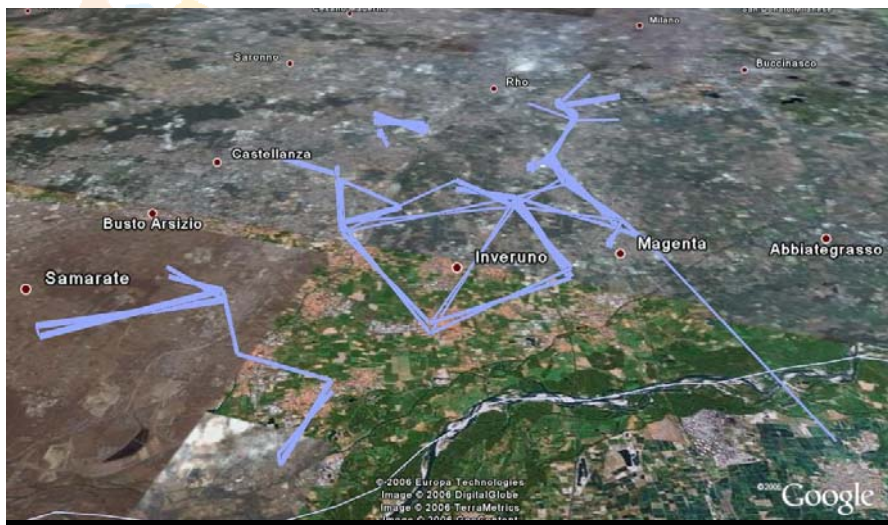 Milano
Saronno
Buccinasco
Rho
Castellanza
Busto Arsizio
Magenta
Abbiategrasso
Inveruno
Samarate
© 2006 Europa Technologies
Image © 2006 DigitalGlobe
Image © 2006 TerraMetrics
©2006 Google